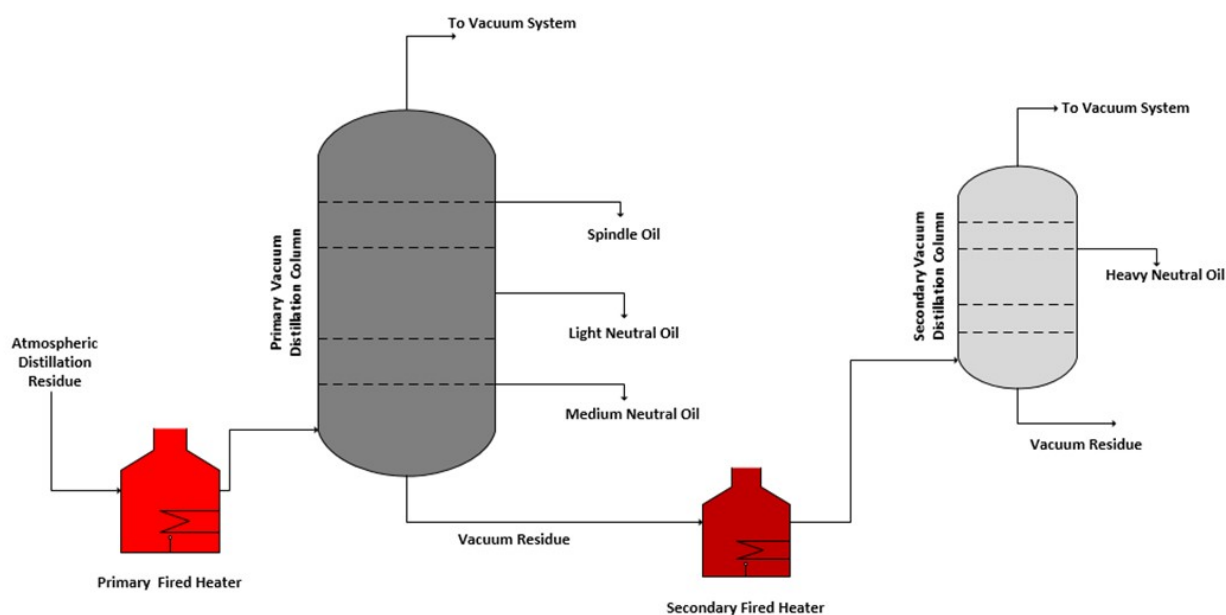 To Vacuum System
To Vacuum System
Primary Vacuum
Distillation Column
Spindle Oil
Secondary Vacuum
Distillation Column
Heavy Neutral Oil
Light Neutral Oil
Atmospheric
Distillation
Residue
Medium Neutral Oil
Vacuum Residue
Vacuum Residue
Primary Fired Heater
Secondary Fired Heater